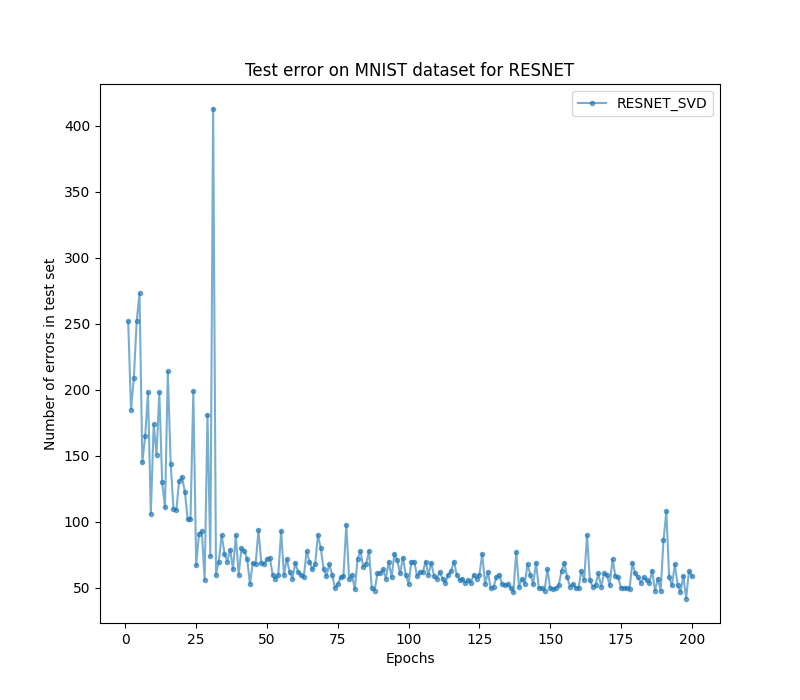 Test error on MNIST dataset for RESNET
RESNET_SVD
Number of errors in test set
400
350
300
250
200
150
100
50
0 25 50 75 100 125 150 175 200
Epochs